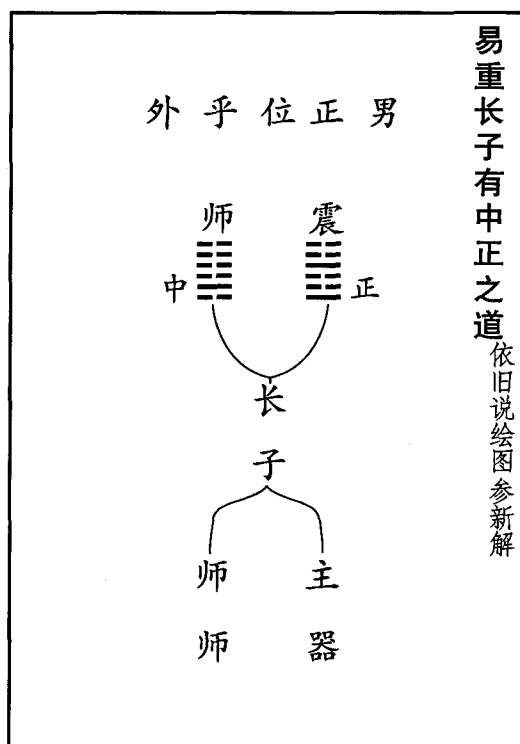 易重长子有中正之道
依旧说绘图参新解
男正位乎外
震
师
正
中
长子
主器
师师